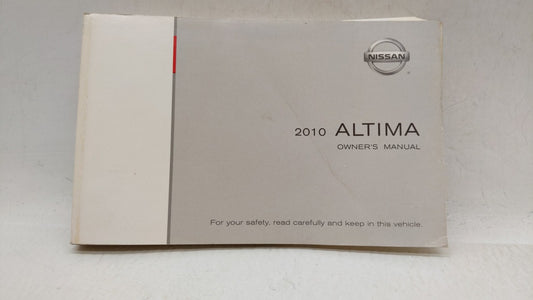 NISSAN
2010 ALTIMA
OWNER'S MANUAL
For your safety, read carefully and keep in this vehicle.